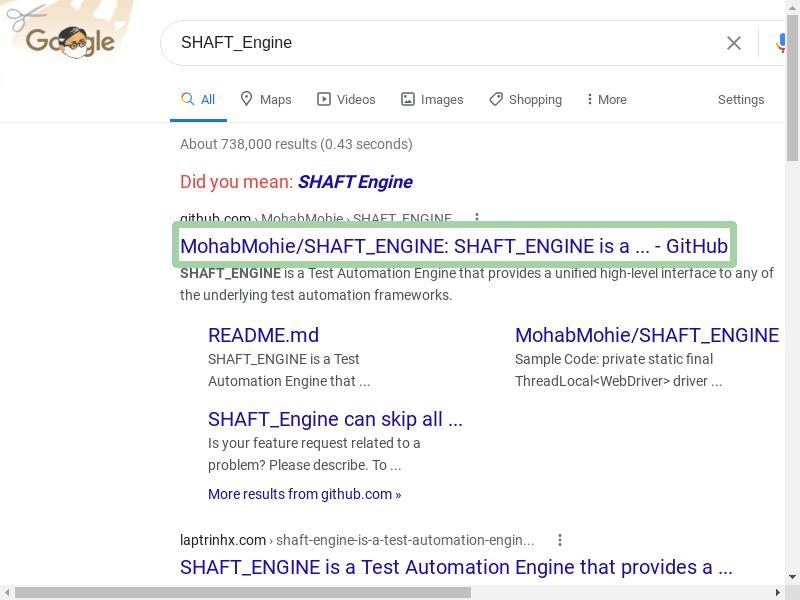 Google
SHAFT_Engine
All Maps Videos Images Shopping More Settings
About 738,000 results (0.43 seconds)
Did you mean: SHAFT Engine
github.com › MohabMohie › SHAFT_ENGINE
MohabMohie/SHAFT_ENGINE: SHAFT_ENGINE is a ... - GitHub
SHAFT_ENGINE is a Test Automation Engine that provides a unified high-level interface to any of
the underlying test automation frameworks.
README.md
SHAFT_ENGINE is a Test
Automation Engine that ...
MohabMohie/SHAFT_ENGINE
Sample Code: private static final
ThreadLocal<WebDriver> driver ...
SHAFT_Engine can skip all ...
Is your feature request related to a
problem? Please describe. To ...
More results from github.com »
laptrinhx.com › shaft-engine-is-a-test-automation-engin...
SHAFT_ENGINE is a Test Automation Engine that provides a ...